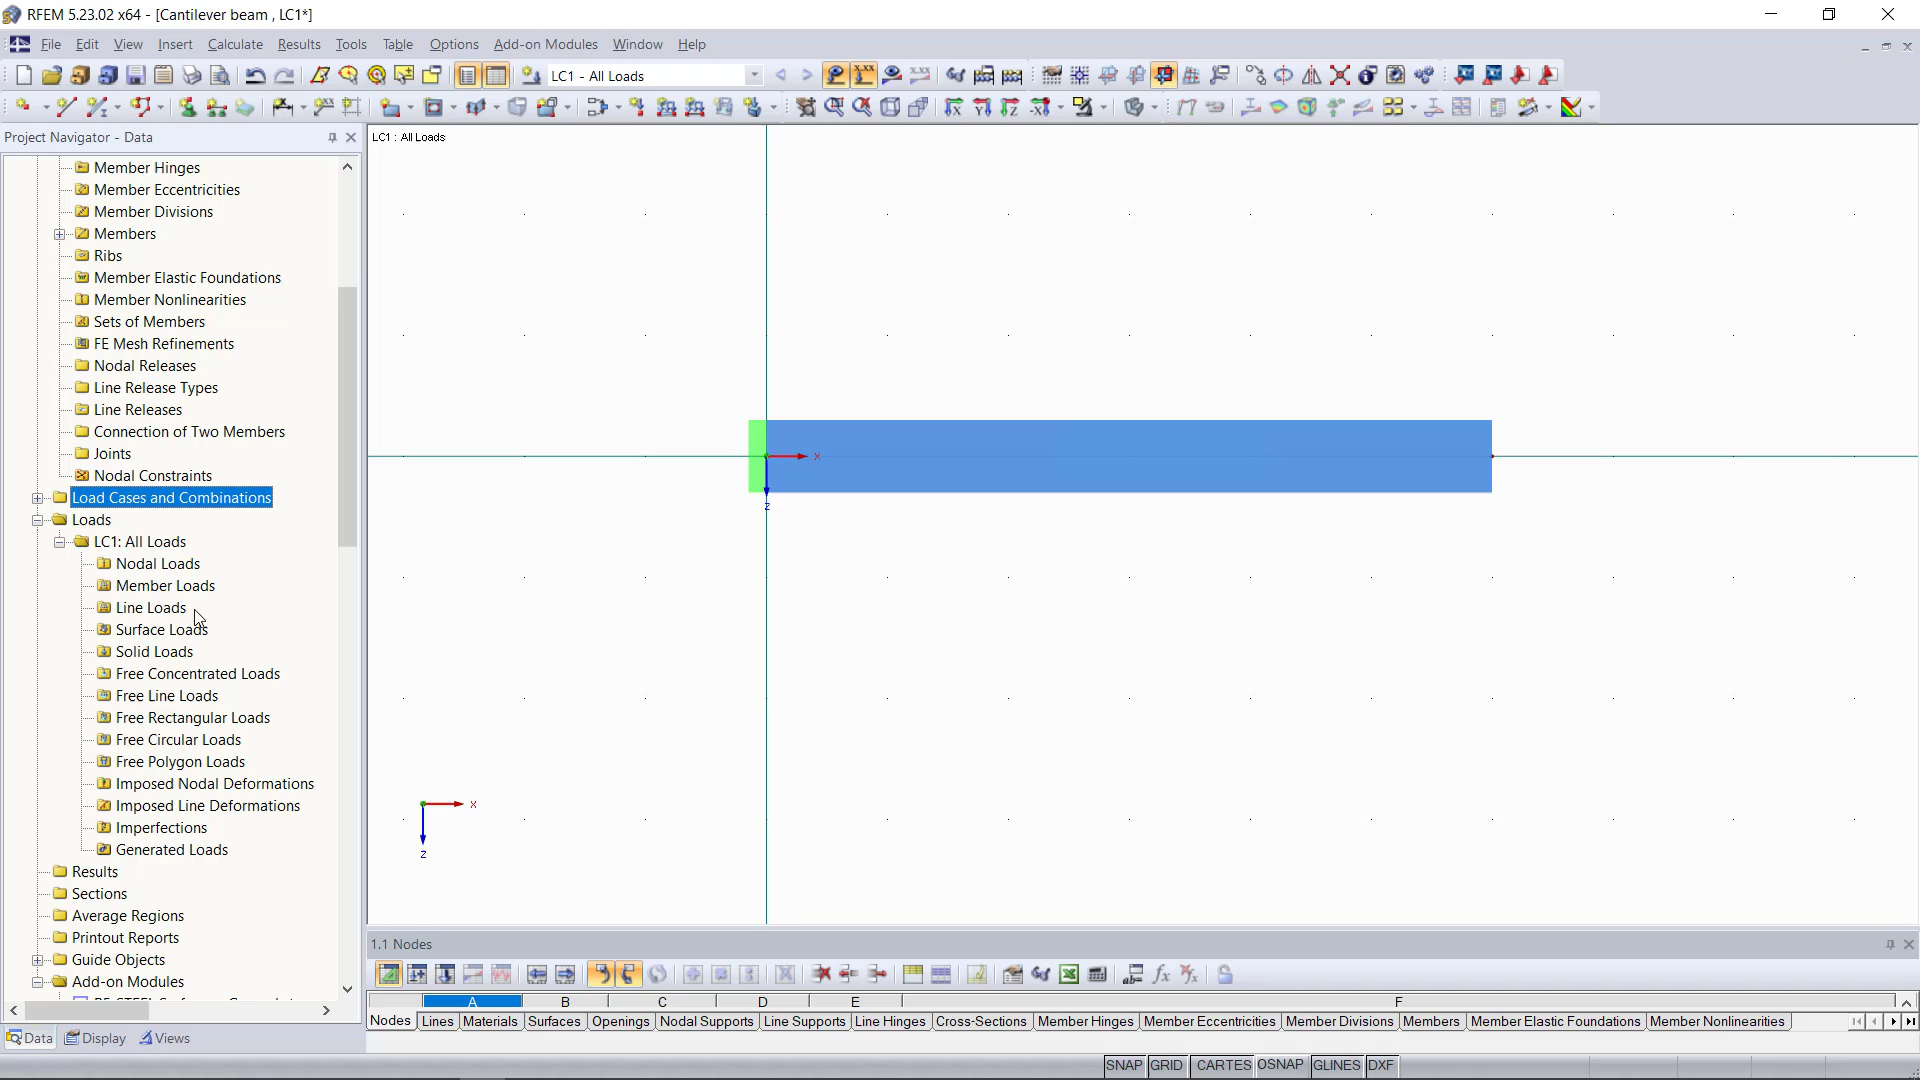 RFEM 5.23.02 x64 - [Cantilever beam , LC1*]
File Edit View Insert Calculate Results Tools Table Options Add-on Modules Window Help
LC1 - All Loads
Project Navigator - Data
LC1 : All Loads
Member Hinges
Member Eccentricities
Member Divisions
Members
Ribs
Member Elastic Foundations
Member Nonlinearities
Sets of Members
FE Mesh Refinements
Nodal Releases
Line Release Types
Line Releases
Connection of Two Members
Joints
Nodal Constraints
Load Cases and Combinations
Loads
LC1: All Loads
Nodal Loads
Member Loads
Line Loads
Surface Loads
Solid Loads
Free Concentrated Loads
Free Line Loads
Free Rectangular Loads
Free Circular Loads
Free Polygon Loads
Imposed Nodal Deformations
Imposed Line Deformations
Imperfections
Generated Loads
Results
Sections
Average Regions
Printout Reports
Guide Objects
Add-on Modules
Data Display Views
x
z
x
z
1.1 Nodes
A B C D E F
Nodes Lines Materials Surfaces Openings Nodal Supports Line Supports Line Hinges Cross-Sections Member Hinges Member Eccentricities Member Divisions Members Member Elastic Foundations Member Nonlinearities
SNAP GRID CARTES OSNAP GLINES DXF